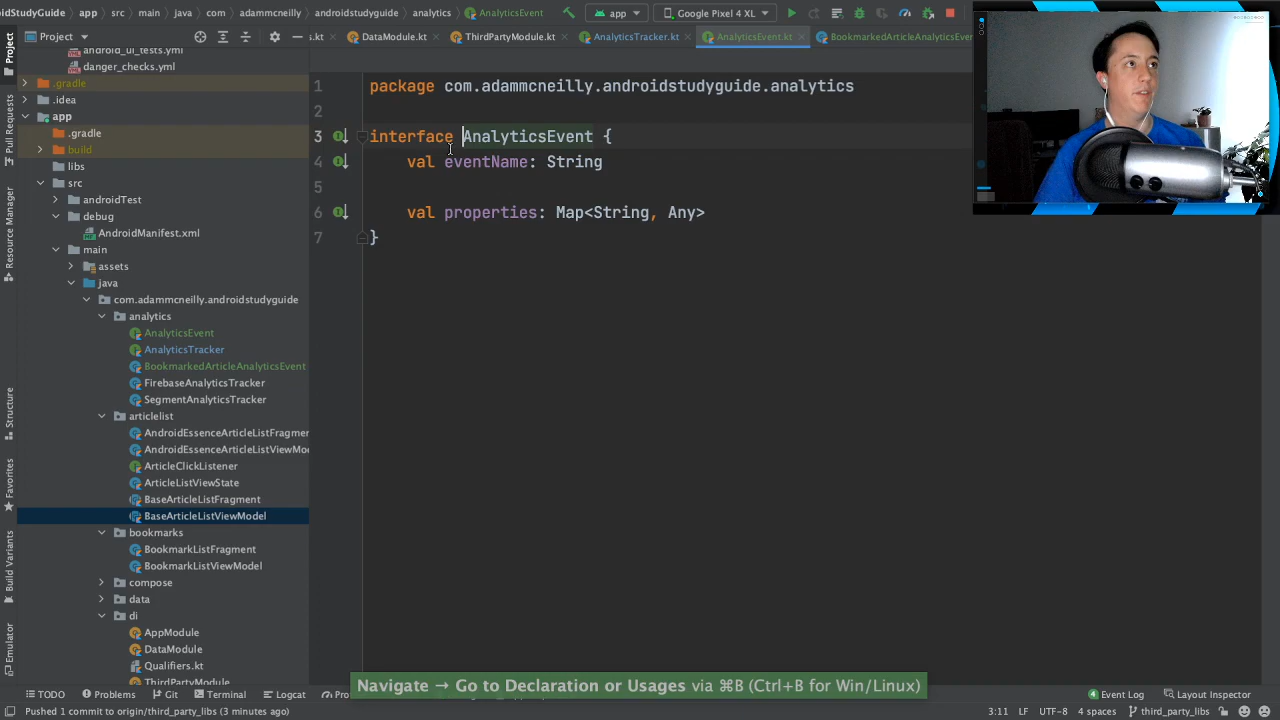 oidStudyGuide > app > src > main > java > com > adammcneilly > androidstudyguide > analytics > AnalyticsEvent
app
Google Pixel 4 XL
Project
s.kt
DataModule.kt
ThirdPartyModule.kt
AnalyticsTracker.kt
AnalyticsEvent.kt
BookmarkedArticleAnalyticsEven
Project
Pull Requests
Resource Manager
Structure
Favorites
Build Variants
Emulator
android_ui_tests.yml
danger_checks.yml
.gradle
.idea
app
.gradle
build
libs
src
androidTest
debug
AndroidManifest.xml
main
assets
java
com.adammcneilly.androidstudyguide
analytics
AnalyticsEvent
AnalyticsTracker
BookmarkedArticleAnalyticsEvent
FirebaseAnalyticsTracker
SegmentAnalyticsTracker
articlelist
AndroidEssenceArticleListFragmer
AndroidEssenceArticleListViewMo
ArticleClickListener
ArticleListViewState
BaseArticleListFragment
BaseArticleListViewModel
bookmarks
BookmarkListFragment
BookmarkListViewModel
compose
data
di
AppModule
DataModule
Qualifiers.kt
ThirdPartyModule
1 package com.adammcneilly.androidstudyguide.analytics
2
3 interface AnalyticsEvent {
4 val eventName: String
5
6 val properties: Map<String, Any>
7 }
Navigate → Go to Declaration or Usages via ⌘B (Ctrl+B for Win/Linux)
TODO
Problems
Git
Terminal
Logcat
Pro
4 Event Log
Layout Inspector
Pushed 1 commit to origin/third_party_libs (3 minutes ago)
3:11 LF UTF-8 4 spaces third_party_libs